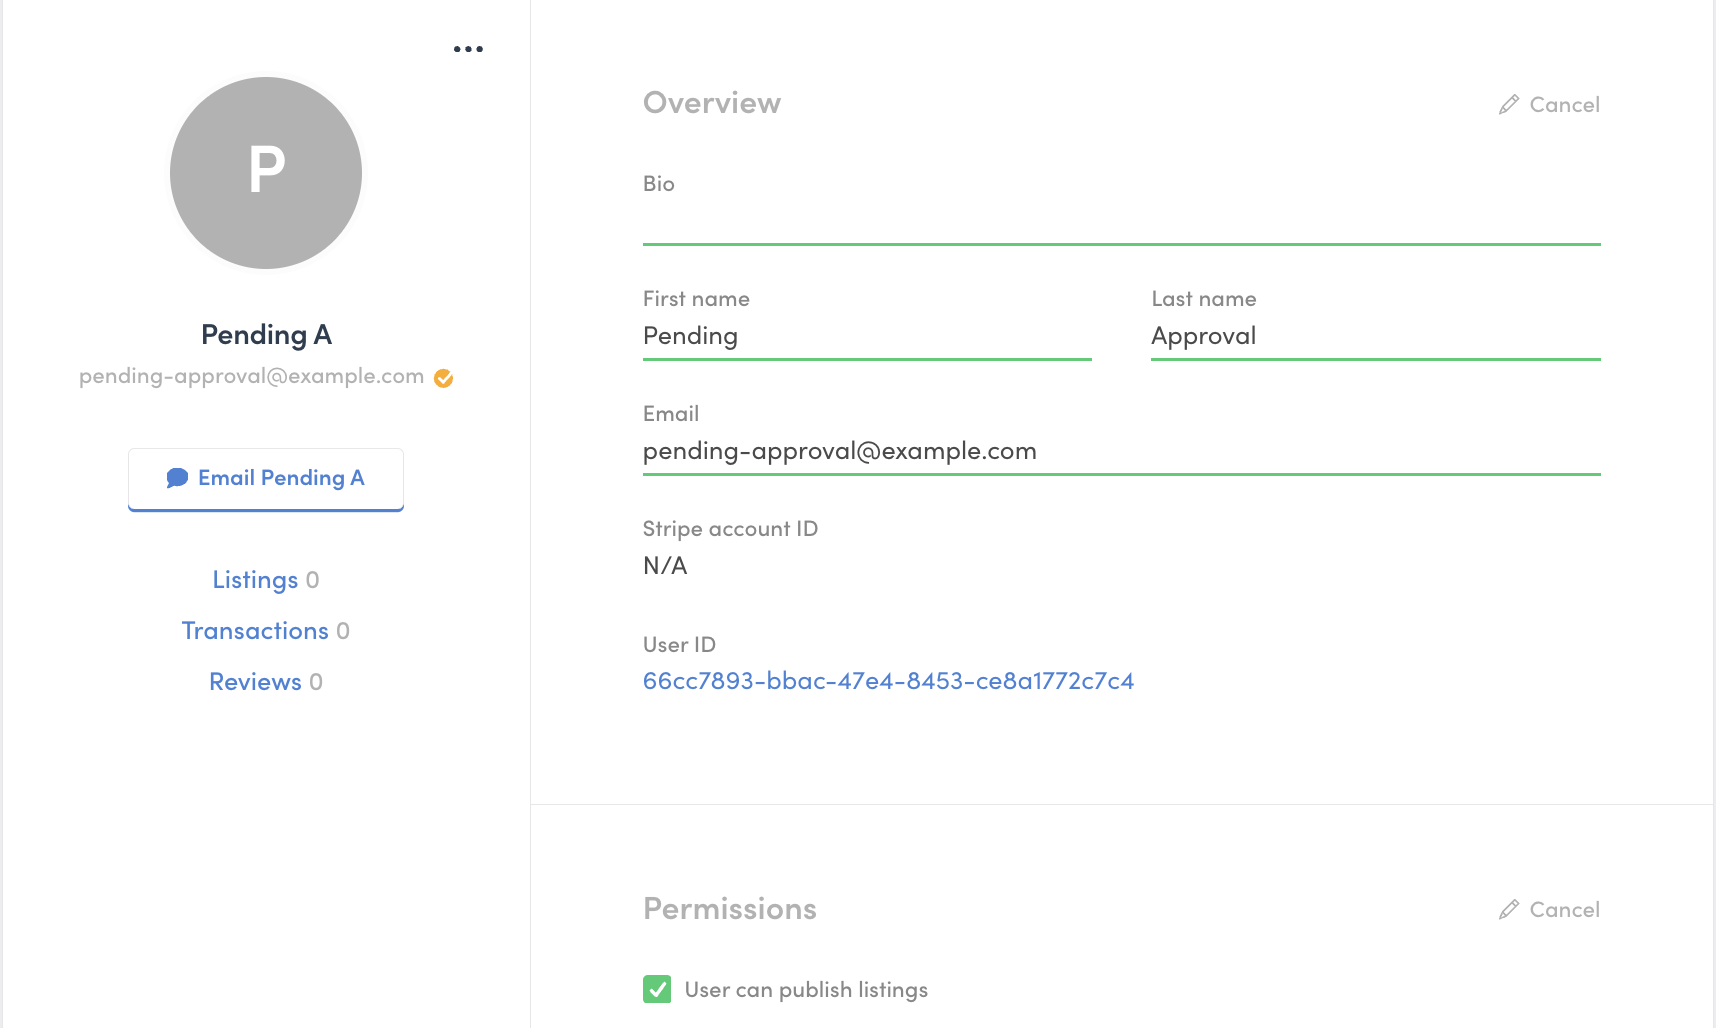 P
Pending A
pending-approval@example.com
Email Pending A
Listings 0
Transactions 0
Reviews 0
Overview
Cancel
Bio
First name
Last name
Pending
Approval
Email
pending-approval@example.com
Stripe account ID
N/A
User ID
66cc7893-bbac-47e4-8453-ce8a1772c7c4
Permissions
Cancel
User can publish listings